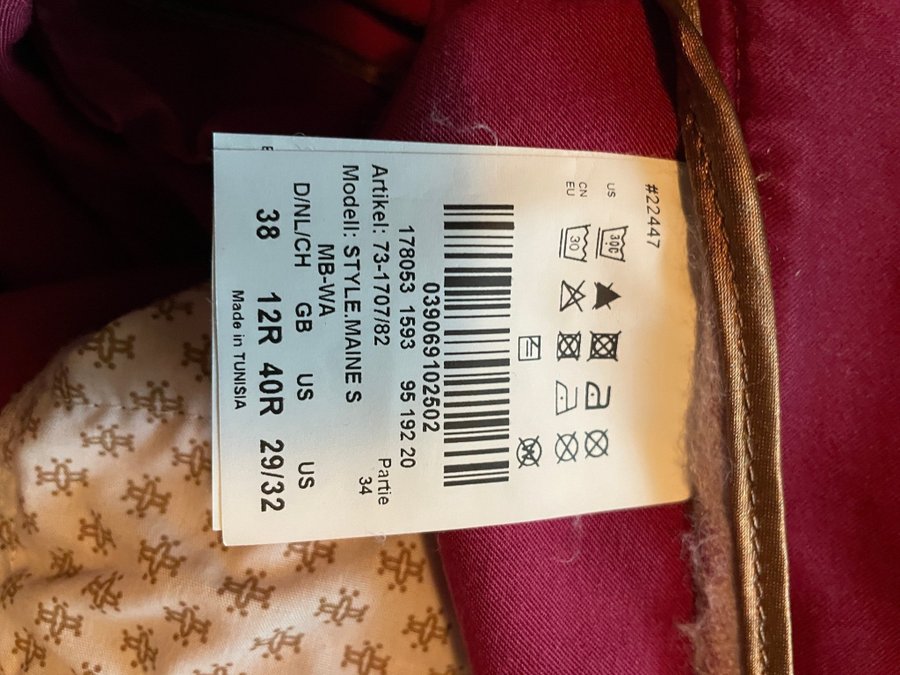 #22447
US
30C
CN
EU
30
039069102502
178053 1593 95 192 20
Artikel: 73-1707/82
Partie
34
Modell: STYLE.MAINE S
MB-WA
D/NL/CH GB US US
38 12R 40R 29/32
Made in TUNISIA